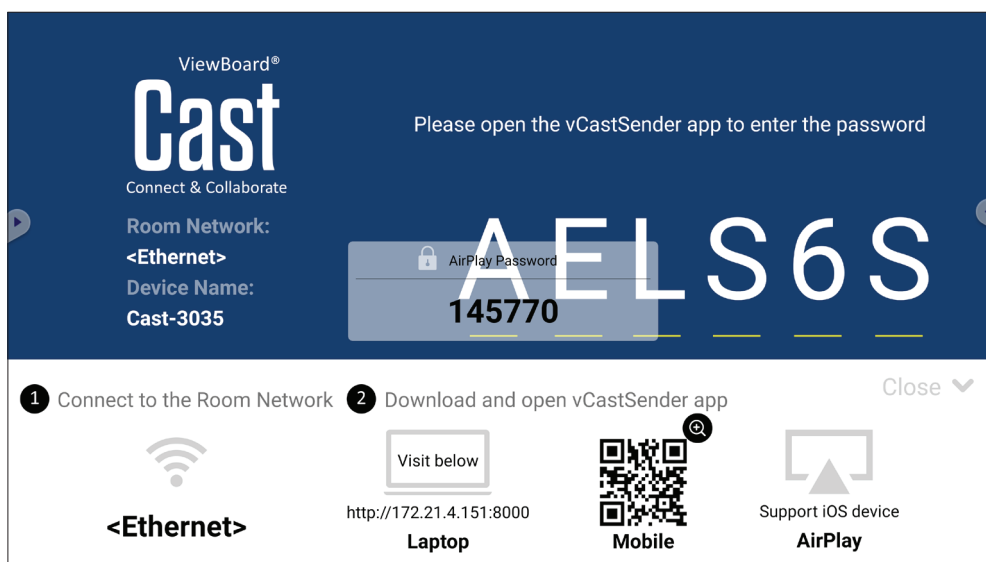 ViewBoard®
Cast
Connect & Collaborate
Please open the vCastSender app to enter the password
Room Network:
<Ethernet>
Device Name:
Cast-3035
AELS6S
AirPlay Password
145770
1 Connect to the Room Network
2 Download and open vCastSender app
Close
<Ethernet>
Visit below
http://172.21.4.151:8000
Laptop
Mobile
Support iOS device
AirPlay